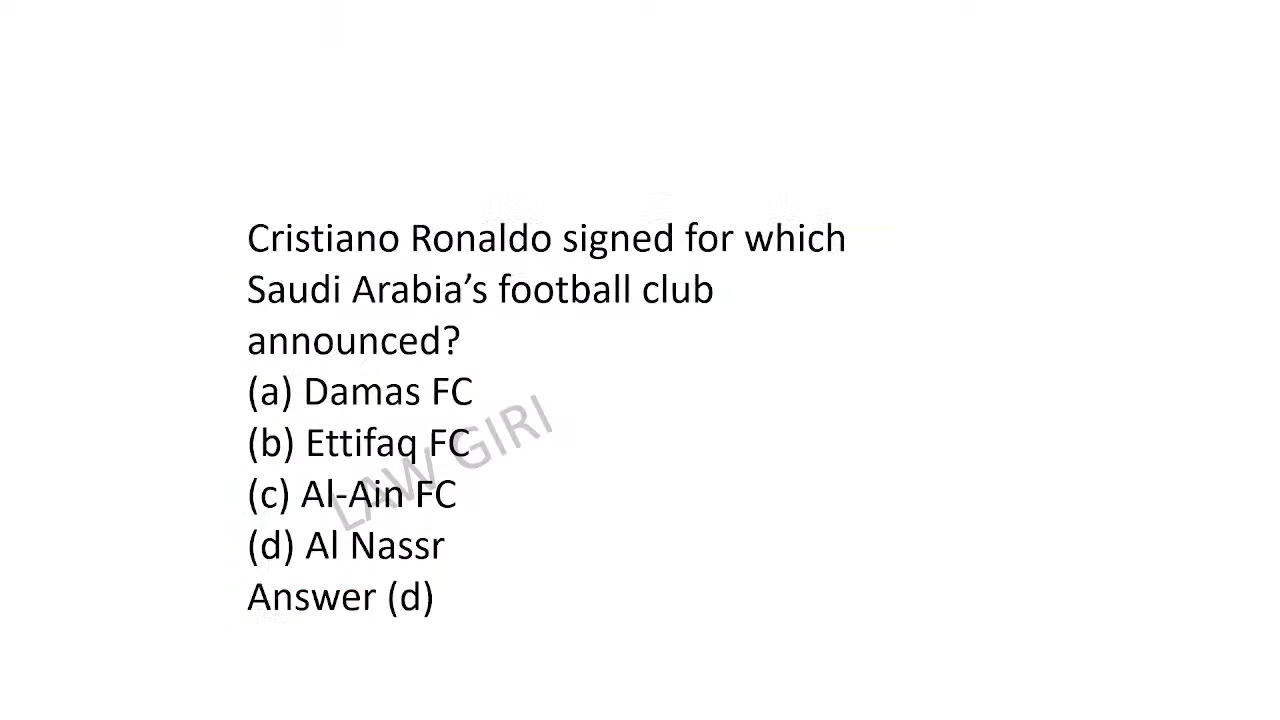 Cristiano Ronaldo signed for which
Saudi Arabia’s football club
announced?
(a) Damas FC
(b) Ettifaq FC
(c) Al-Ain FC
(d) Al Nassr
Answer (d)
LAW GIRI